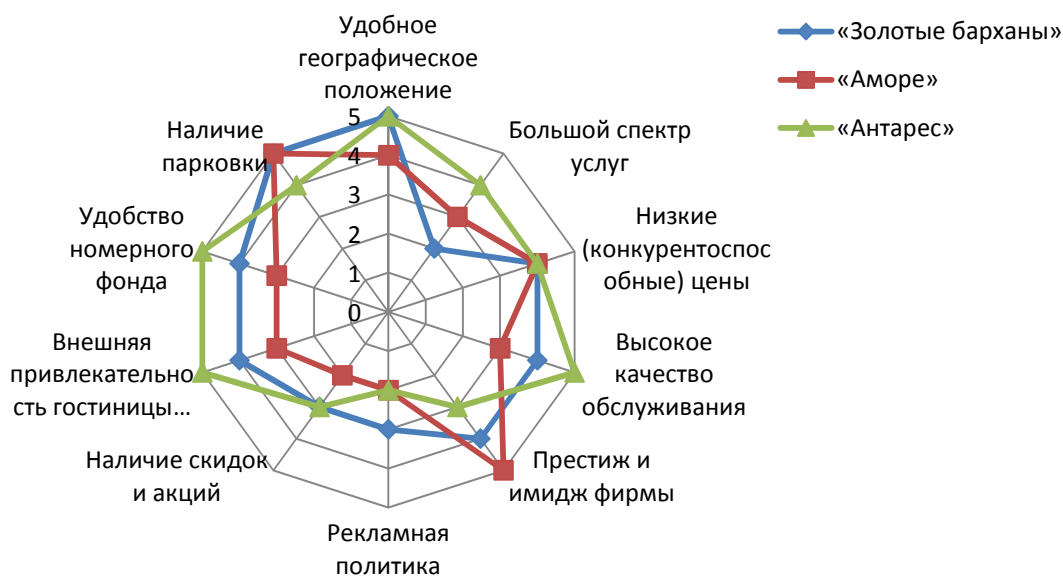 Удобное
географическое
положение
Большой спектр
услуг
Низкие
(конкурентоспос
обные) цены
Высокое
качество
обслуживания
Престиж и
имидж фирмы
Рекламная
политика
Наличие скидок
и акций
Внешняя
привлекательно
сть гостиницы...
Удобство
номерного
фонда
Наличие
парковки
5
4
3
2
1
0
«Золотые барханы»
«Аморе»
«Антарес»